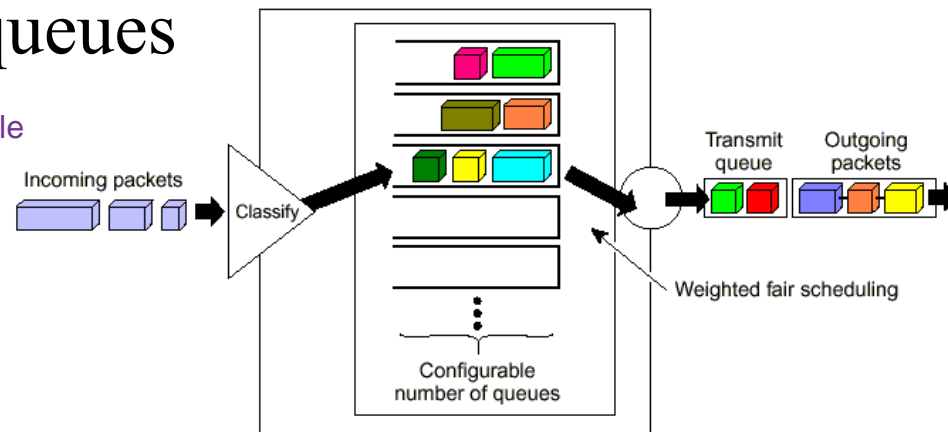 queues
le
Incoming packets
Classify
Transmit
queue
Outgoing
packets
Weighted fair scheduling
Configurable
number of queues